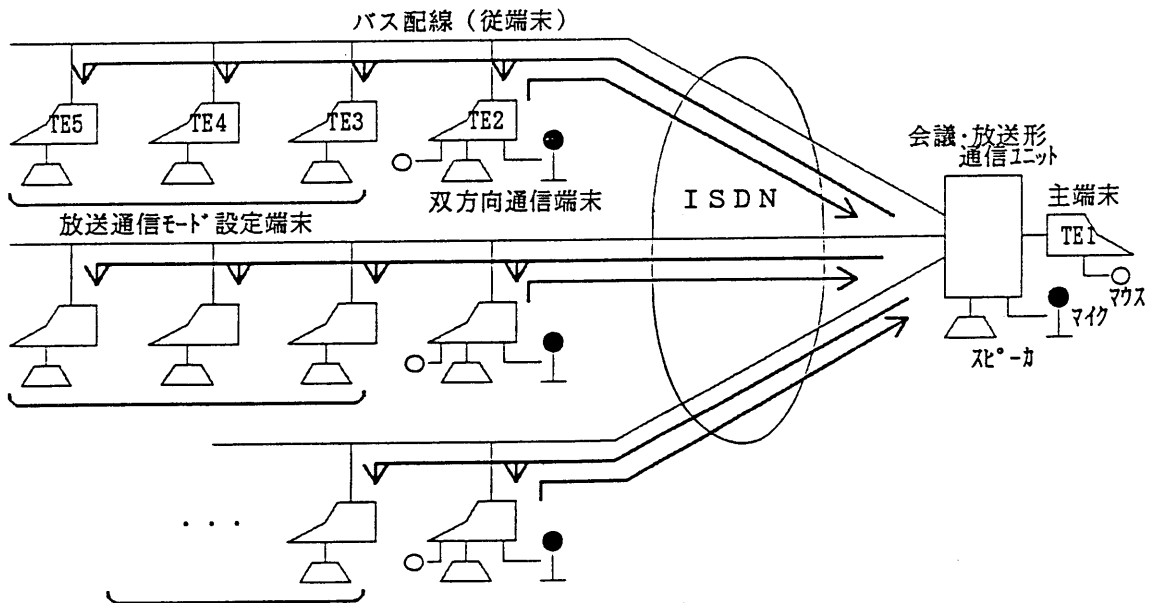 バス配線(従端末)
TE5 TE4 TE3 TE2
双方向通信端末
放送通信ﾓｰﾄﾞ設定端末
ISDN
会議・放送形
通信ﾕﾆｯﾄ
主端末
TE1
ﾏｳｽ
ﾏｲｸ
ｽﾋﾟｰｶ
・・・